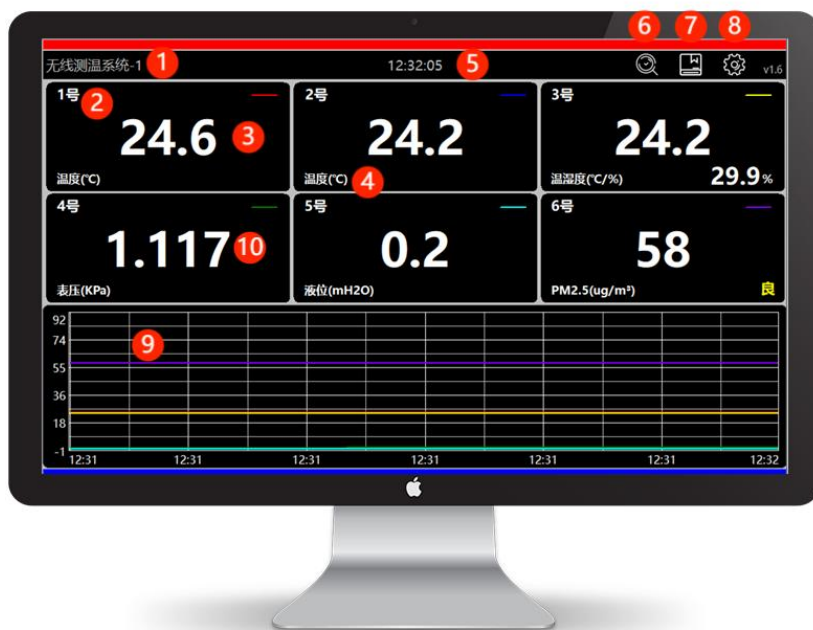 6 7 8
无线测温系统-1 1 12:32:05 5 v1.6
1号 2
24.6 3
温度(℃)
2号
24.2
温度(℃) 4
3号
24.2
温湿度(℃/%) 29.9%
4号
1.117 10
表压(KPa)
5号
0.2
液位(mH2O)
6号
58
PM2.5(ug/m³) 良
92
74
55
36
18
-1
9
12:31 12:31 12:31 12:31 12:31 12:31 12:32